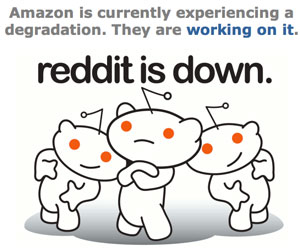 Amazon is currently experiencing a
degradation. They are working on it.
reddit is down.